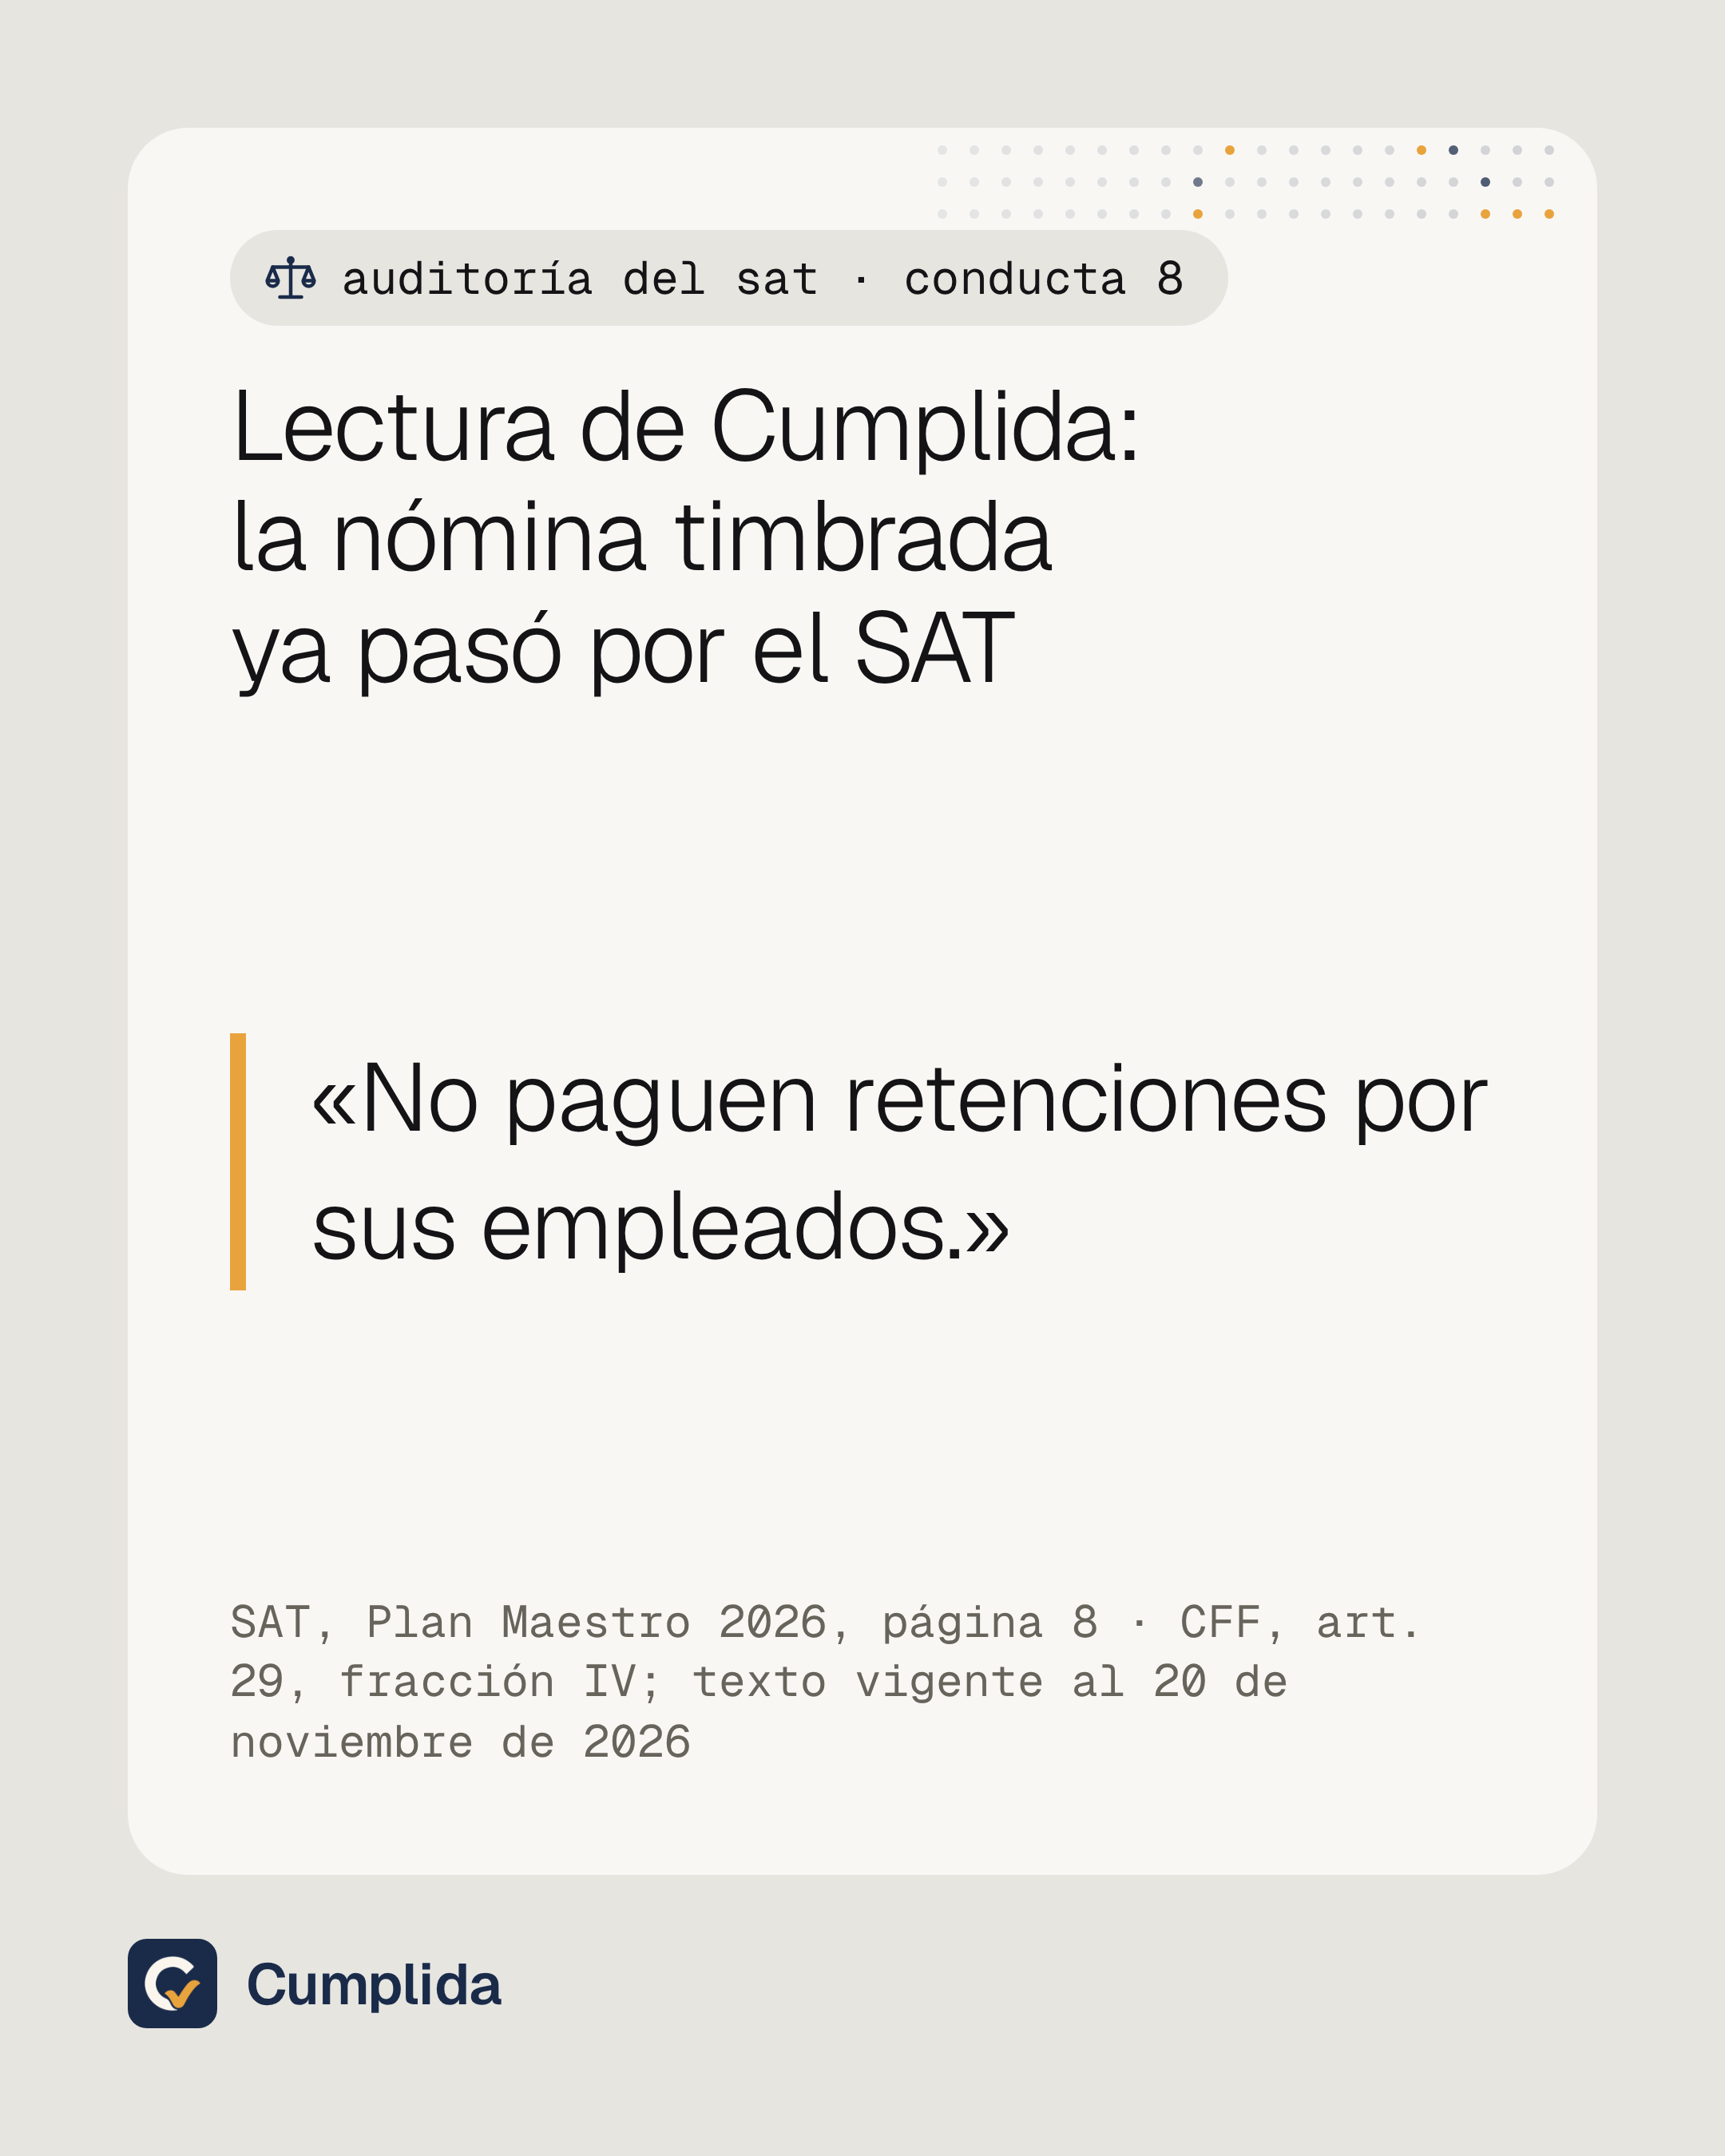 auditoría del sat · conducta 8
Lectura de Cumplida:
la nómina timbrada
ya pasó por el SAT
«No paguen retenciones por
sus empleados.»
SAT, Plan Maestro 2026, página 8 · CFF, art.
29, fracción IV; texto vigente al 20 de
noviembre de 2026
Cumplida